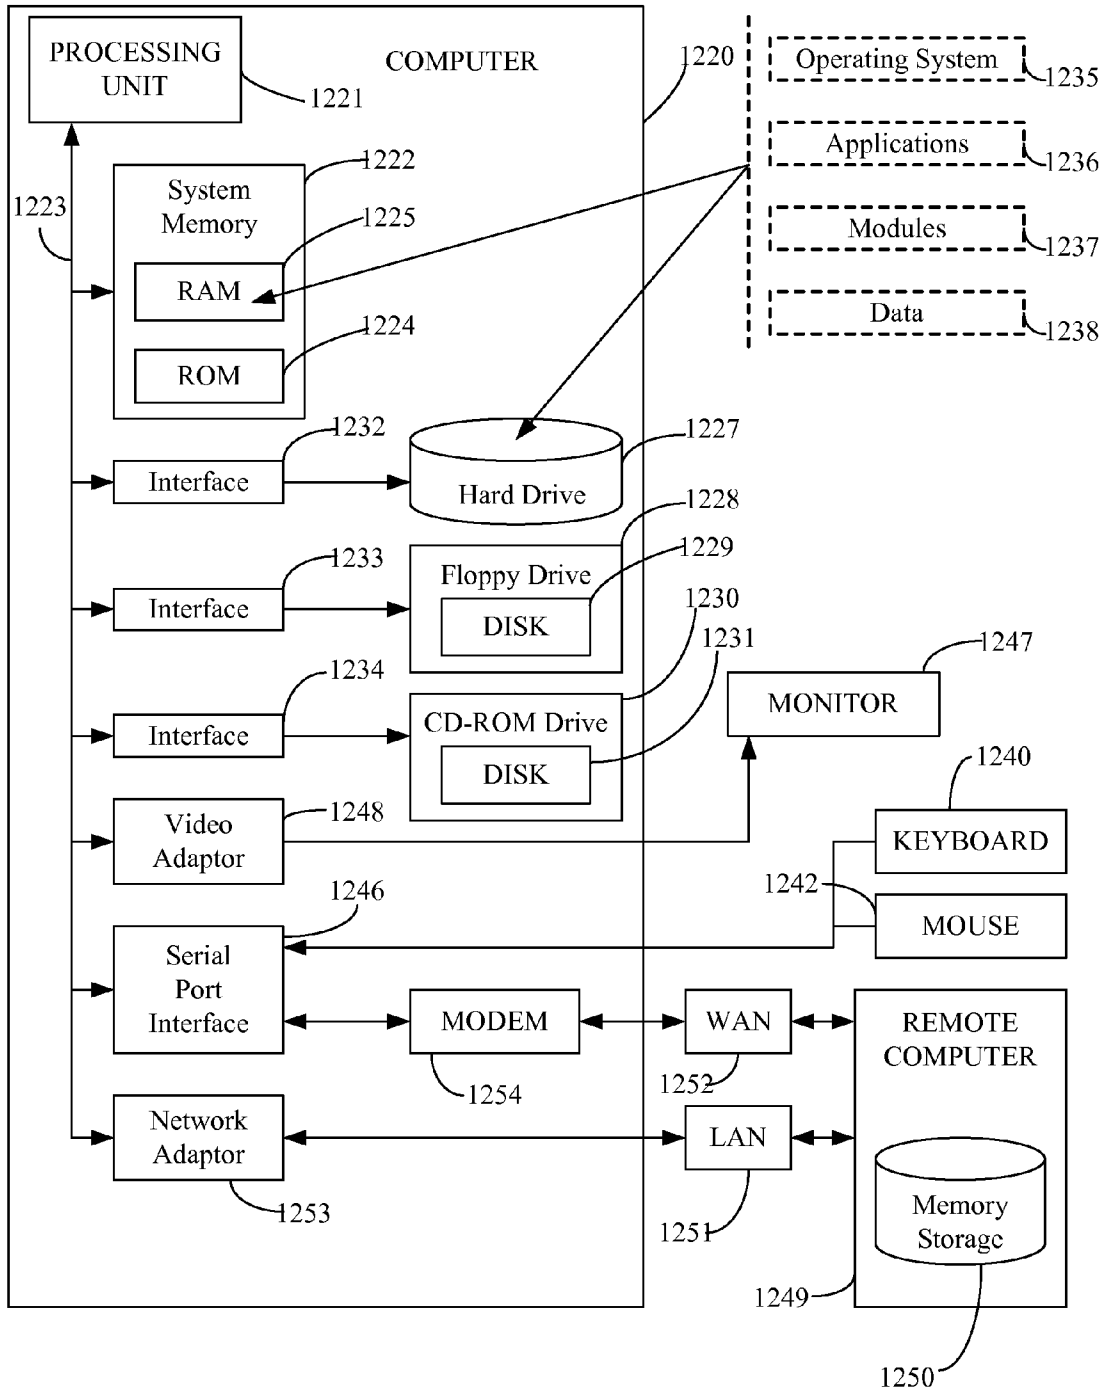 PROCESSING
UNIT
1221
COMPUTER
1220
Operating System
1235
Applications
1236
Modules
1237
Data
1238
1223
1222
System
Memory
1225
RAM
1224
ROM
1232
Interface
1227
Hard Drive
1228
1233
Interface
1229
Floppy Drive
DISK
1230
1231
1234
Interface
CD-ROM Drive
DISK
1247
MONITOR
1248
Video
Adaptor
1240
KEYBOARD
1242
MOUSE
1246
Serial
Port
Interface
MODEM
1254
WAN
1252
REMOTE
COMPUTER
Network
Adaptor
1253
LAN
1251
Memory
Storage
1249
1250